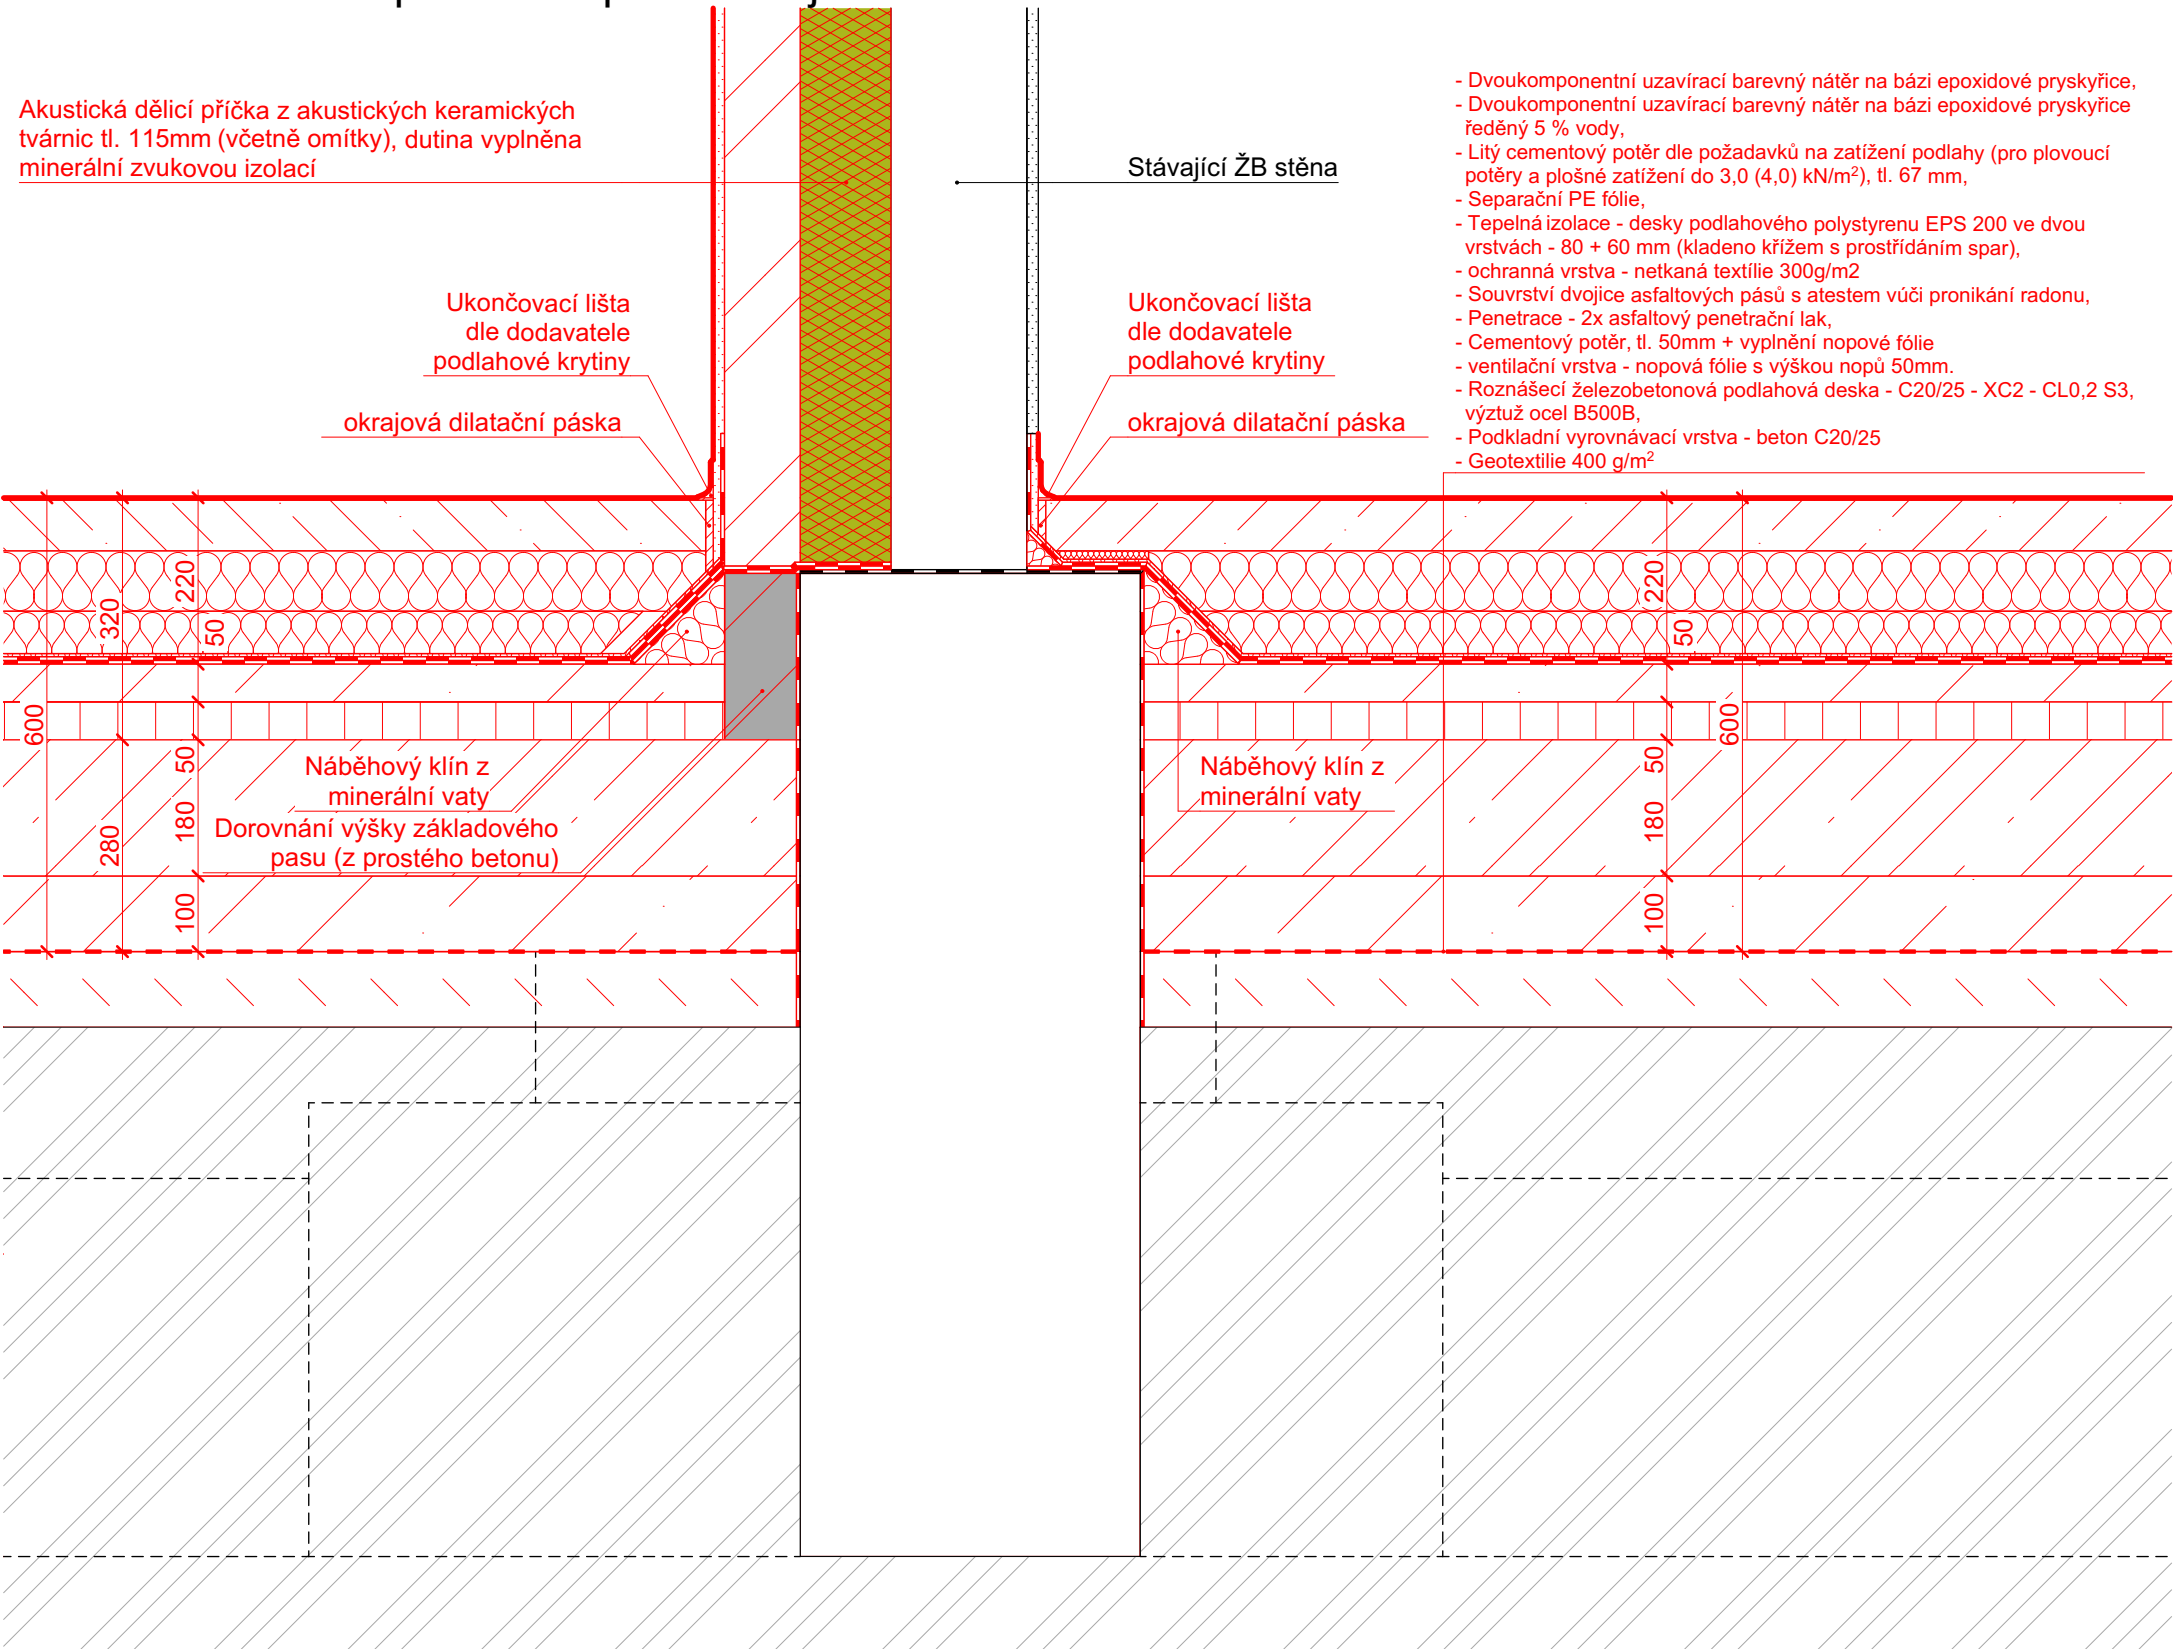 Akustická dělicí příčka z akustických keramických
tvárnic tl. 115mm (včetně omítky), dutina vyplněna
minerální zvukovou izolací
Stávající ŽB stěna
- Dvoukomponentní uzavírací barevný nátěr na bázi epoxidové pryskyřice,
- Dvoukomponentní uzavírací barevný nátěr na bázi epoxidové pryskyřice
ředěný 5 % vody,
- Litý cementový potěr dle požadavků na zatížení podlahy (pro plovoucí
potěry a plošné zatížení do 3,0 (4,0) kN/m²), tl. 67 mm,
- Separační PE fólie,
- Tepelná izolace - desky podlahového polystyrenu EPS 200 ve dvou
vrstvách - 80 + 60 mm (kladeno křížem s prostřídáním spar),
- ochranná vrstva - netkaná textílie 300g/m2
- Souvrství dvojice asfaltových pásů s atestem vúči pronikání radonu,
- Penetrace - 2x asfaltový penetrační lak,
- Cementový potěr, tl. 50mm + vyplnění nopové fólie
- ventilační vrstva - nopová fólie s výškou nopů 50mm.
- Roznášecí železobetonová podlahová deska - C20/25 - XC2 - CL0,2 S3,
výztuž ocel B500B,
- Podkladní vyrovnávací vrstva - beton C20/25
- Geotextilie 400 g/m²
Ukončovací lišta
dle dodavatele
podlahové krytiny
okrajová dilatační páska
Ukončovací lišta
dle dodavatele
podlahové krytiny
okrajová dilatační páska
600
320
280
220
50
50
180
100
220
50
50
180
100
600
Náběhový klín z
minerální vaty
Dorovnání výšky základového
pasu (z prostého betonu)
Náběhový klín z
minerální vaty